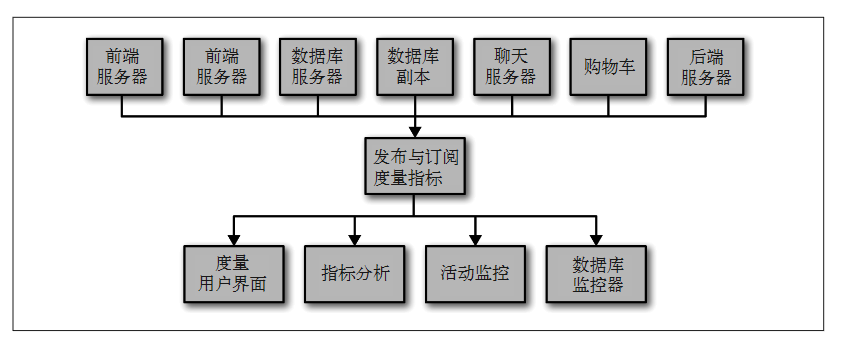 前端
服务器
前端
服务器
数据库
服务器
数据库
副本
聊天
服务器
购物车
后端
服务器
发布与订阅
度量指标
度量
用户界面
指标分析
活动监控
数据库
监控器